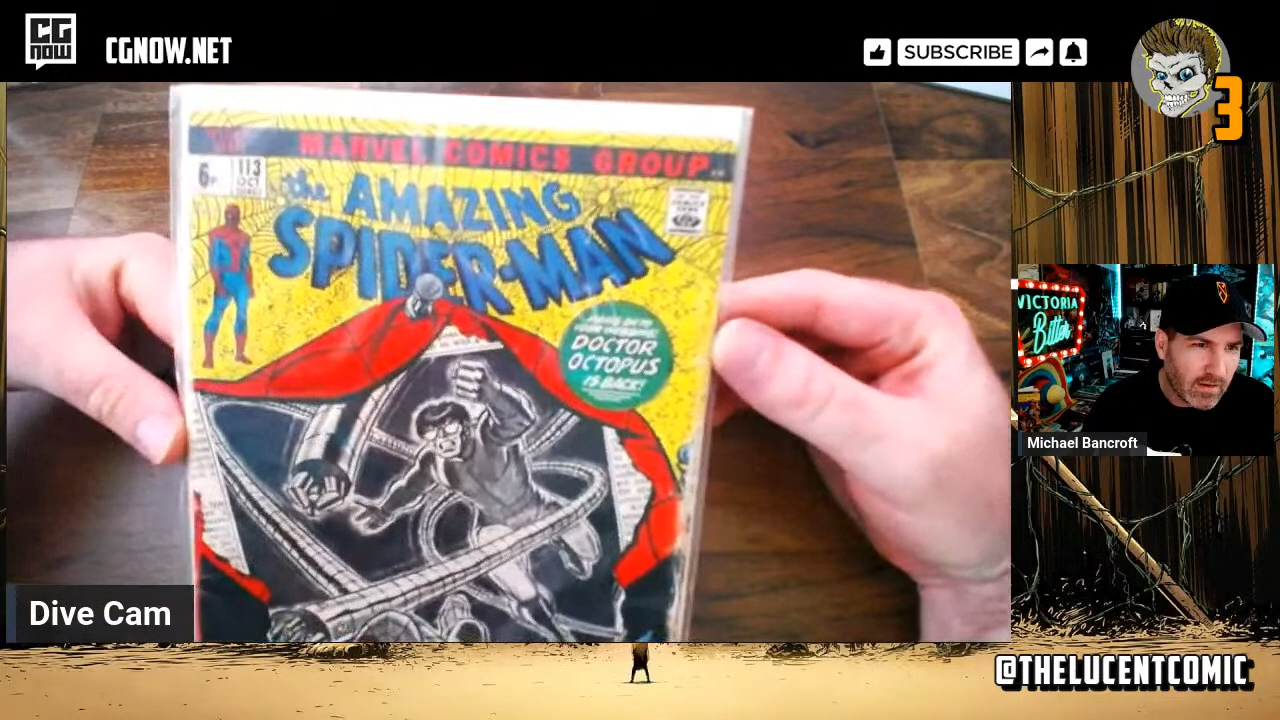 CG
NOW
CGNOW.NET
SUBSCRIBE
3
MARVEL COMICS GROUP
6p
113
OCT
the AMAZING
SPIDER-MAN
DOCTOR
OCTOPUS
IS BACK!
VICTORIA
Bitter
Michael Bancroft
Dive Cam
@THELUCENTCOMIC